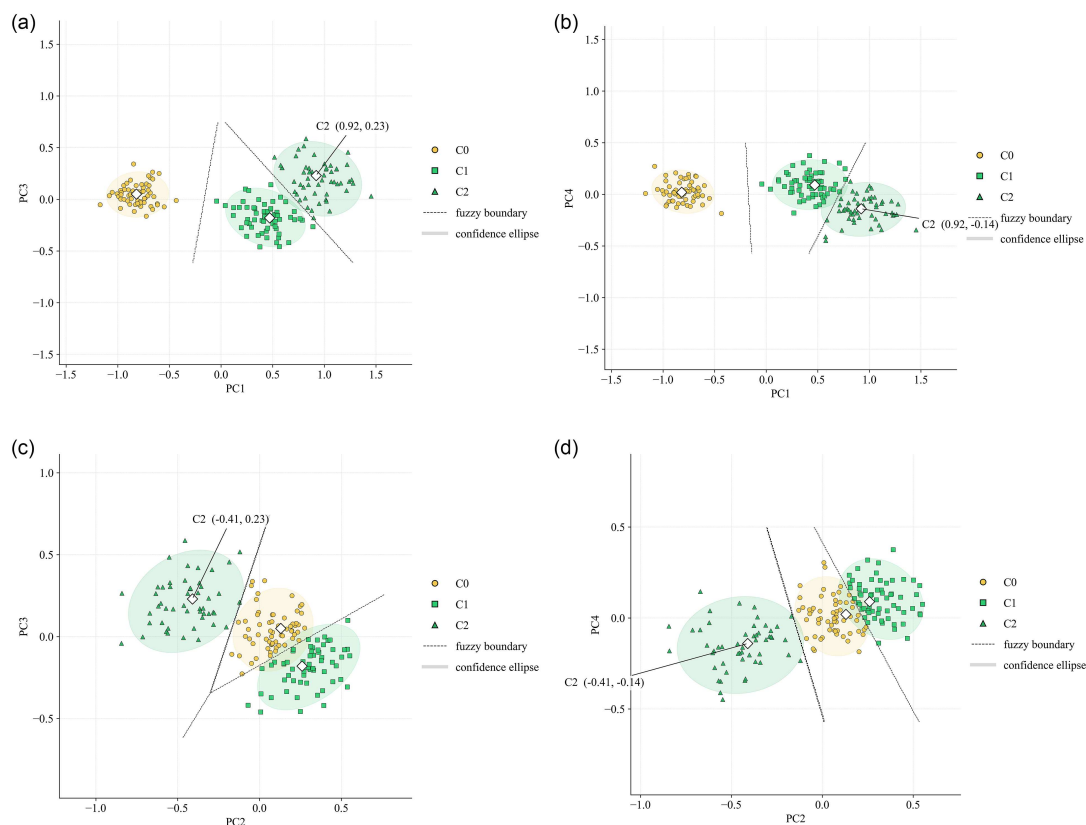 (a)
1.5
1.0
0.5
0.0
−0.5
−1.0
−1.5
PC3
−1.5 −1.0 −0.5 0.0 0.5 1.0 1.5
PC1
C2 (0.92, 0.23)
C0
C1
C2
fuzzy boundary
confidence ellipse
(b)
1.5
1.0
0.5
0.0
−0.5
−1.0
−1.5
PC4
−1.5 −1.0 −0.5 0.0 0.5 1.0 1.5
PC1
C2 (0.92, -0.14)
C0
C1
C2
fuzzy boundary
confidence ellipse
(c)
1.0
0.5
0.0
−0.5
PC3
−1.0 −0.5 0.0 0.5
PC2
C2 (-0.41, 0.23)
C0
C1
C2
fuzzy boundary
confidence ellipse
(d)
0.5
0.0
−0.5
PC4
−1.0 −0.5 0.0 0.5
PC2
C2 (-0.41, -0.14)
C0
C1
C2
fuzzy boundary
confidence ellipse